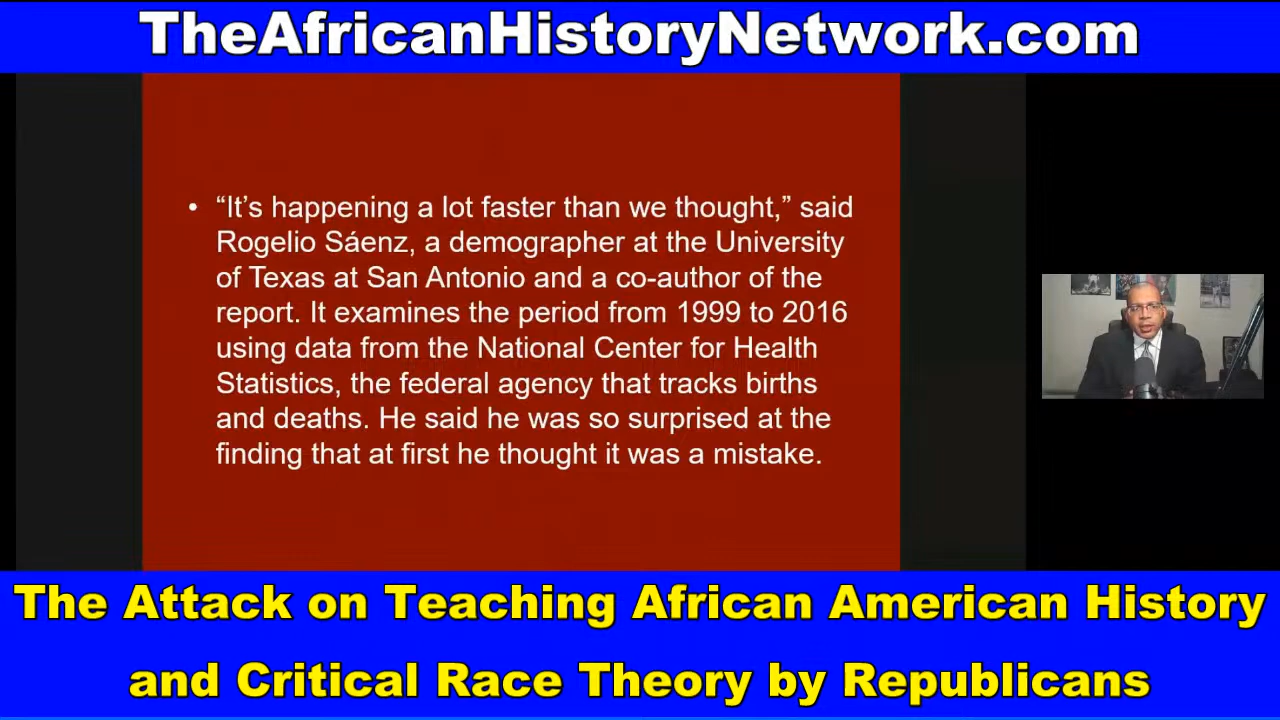 TheAfricanHistoryNetwork.com
• “It’s happening a lot faster than we thought,” said
Rogelio Sáenz, a demographer at the University
of Texas at San Antonio and a co-author of the
report. It examines the period from 1999 to 2016
using data from the National Center for Health
Statistics, the federal agency that tracks births
and deaths. He said he was so surprised at the
finding that at first he thought it was a mistake.
The Attack on Teaching African American History
and Critical Race Theory by Republicans